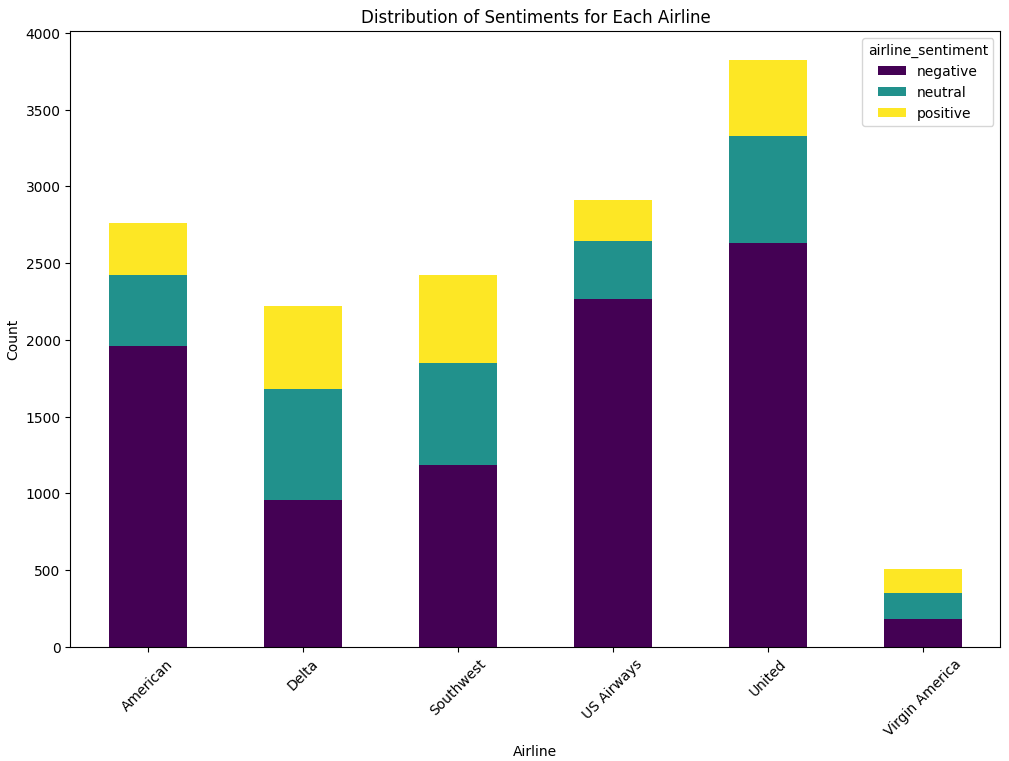 Distribution of Sentiments for Each Airline
4000
3500
3000
2500
2000
1500
1000
500
0
Count
airline_sentiment
negative
neutral
positive
American
Delta
Southwest
US Airways
United
Virgin America
Airline